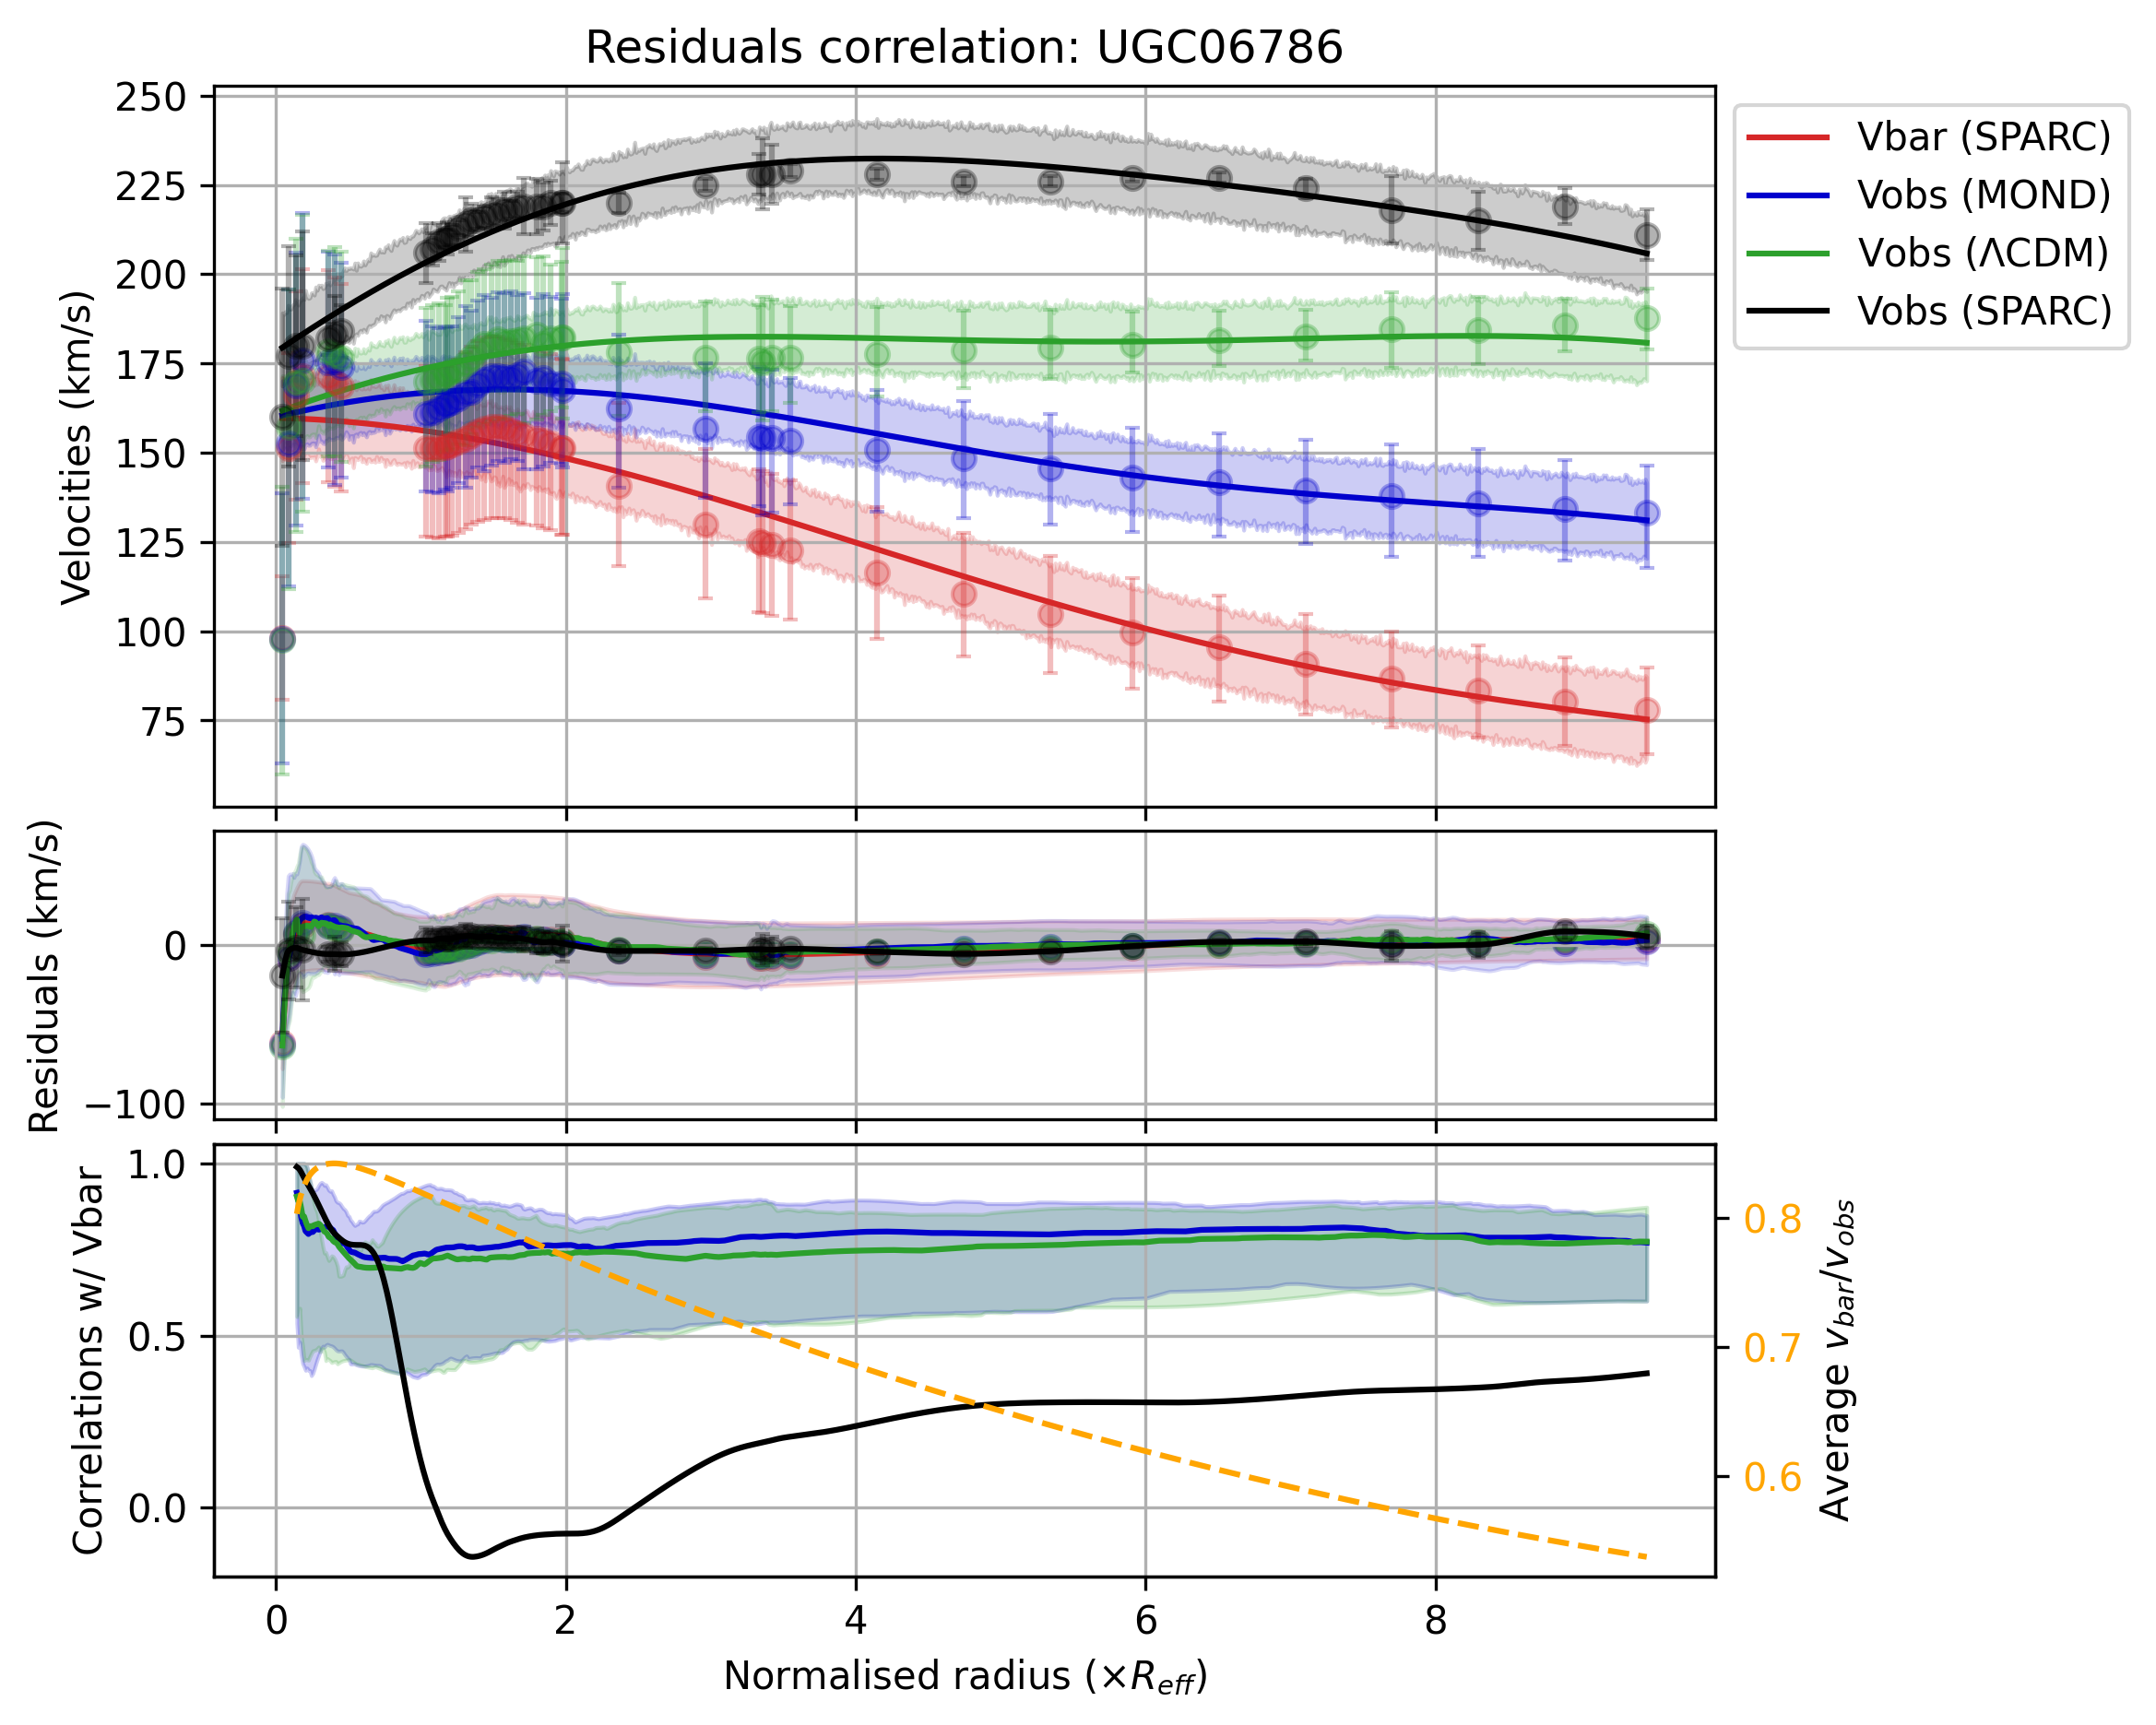 Residuals correlation: UGC06786
Velocities (km/s)
250
225
200
175
150
125
100
75
Vbar (SPARC)
Vobs (MOND)
Vobs (ΛCDM)
Vobs (SPARC)
Residuals (km/s)
0
−100
Correlations w/ Vbar
1.0
0.5
0.0
0.8
0.7
0.6
Average v_bar/v_obs
0 2 4 6 8
Normalised radius (×R_eff)